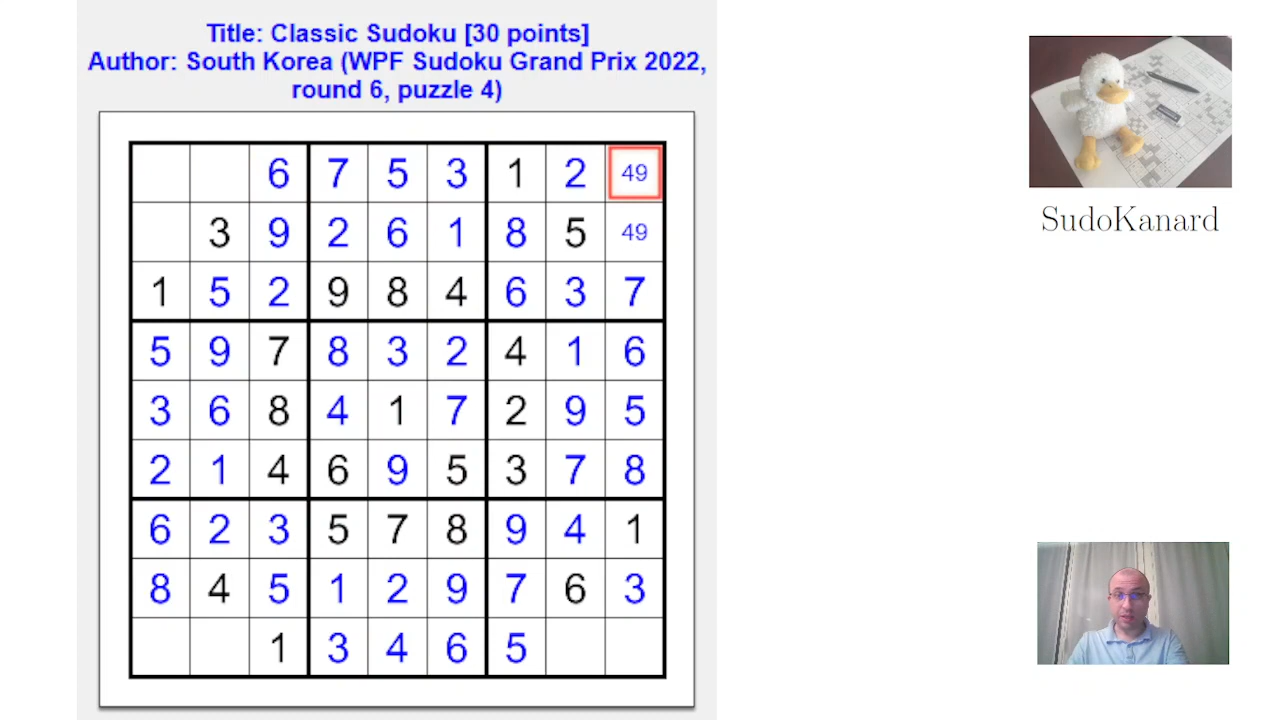 Title: Classic Sudoku [30 points]
Author: South Korea (WPF Sudoku Grand Prix 2022,
round 6, puzzle 4)
SudoKanard
6 7 5 3 1 2 49
3 9 2 6 1 8 5 49
1 5 2 9 8 4 6 3 7
5 9 7 8 3 2 4 1 6
3 6 8 4 1 7 2 9 5
2 1 4 6 9 5 3 7 8
6 2 3 5 7 8 9 4 1
8 4 5 1 2 9 7 6 3
1 3 4 6 5